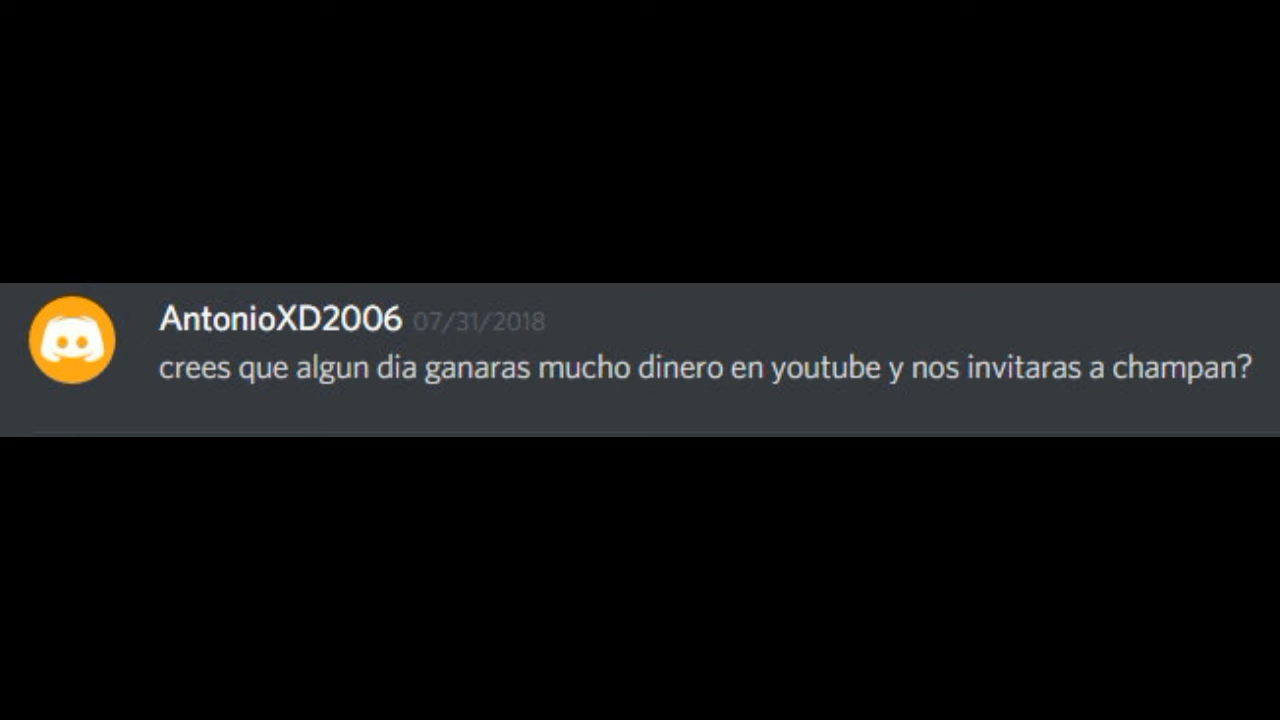 AntonioXD2006 07/31/2018
crees que algun dia ganaras mucho dinero en youtube y nos invitaras a champan?